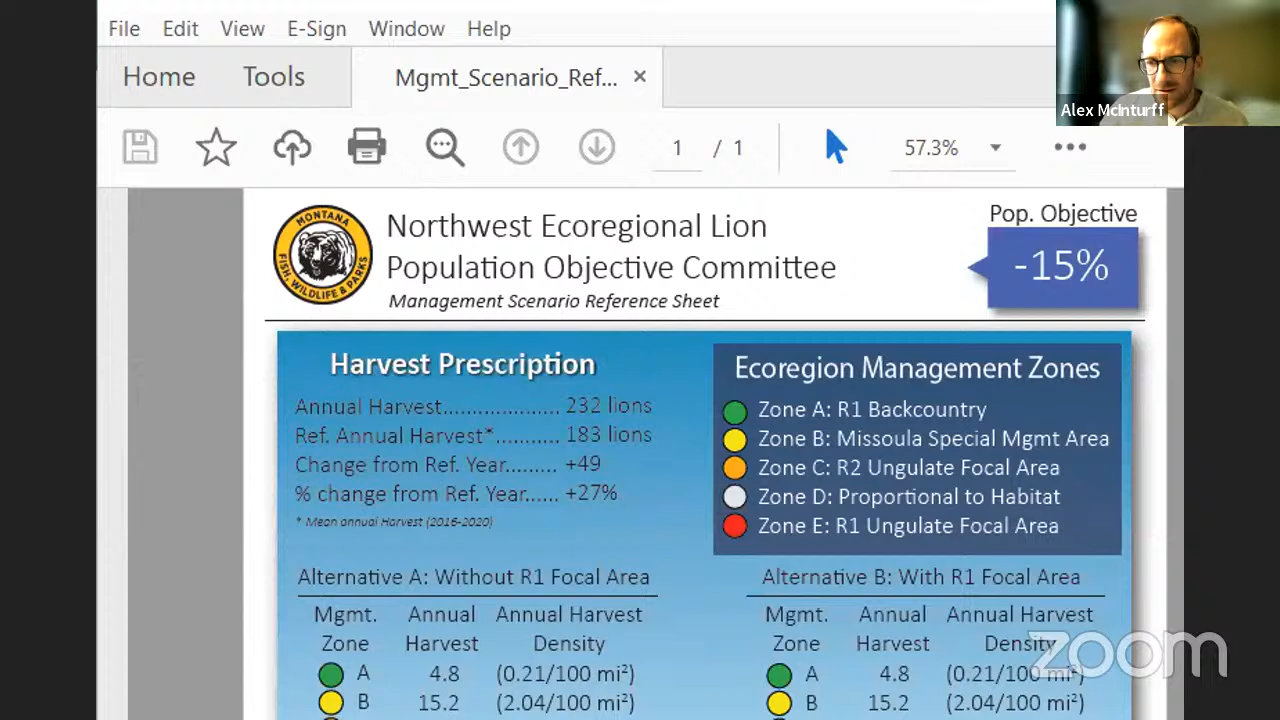 File Edit View E-Sign Window Help
Home Tools Mgmt_Scenario_Ref... ×
1 / 1 57.3%
Alex McInturff
MONTANA
FISH, WILDLIFE & PARKS
Northwest Ecoregional Lion
Population Objective Committee
Management Scenario Reference Sheet
Pop. Objective
-15%
Harvest Prescription
Annual Harvest.................... 232 lions
Ref. Annual Harvest*........... 183 lions
Change from Ref. Year......... +49
% change from Ref. Year...... +27%
* Mean annual Harvest (2016-2020)
Ecoregion Management Zones
Zone A: R1 Backcountry
Zone B: Missoula Special Mgmt Area
Zone C: R2 Ungulate Focal Area
Zone D: Proportional to Habitat
Zone E: R1 Ungulate Focal Area
Alternative A: Without R1 Focal Area
Mgmt. Annual Annual Harvest
Zone Harvest Density
A 4.8 (0.21/100 mi²)
B 15.2 (2.04/100 mi²)
Alternative B: With R1 Focal Area
Mgmt. Annual Annual Harvest
Zone Harvest Density
A 4.8 (0.21/100 mi²)
B 15.2 (2.04/100 mi²)
zoom